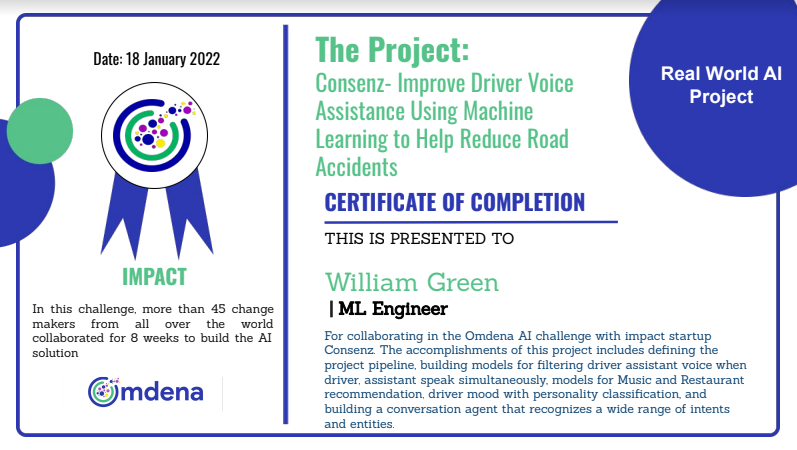 Date: 18 January 2022
IMPACT
In this challenge, more than 45 change
makers from all over the world
collaborated for 8 weeks to build the AI
solution
Omdena
The Project:
Consenz- Improve Driver Voice
Assistance Using Machine
Learning to Help Reduce Road
Accidents
Real World AI
Project
CERTIFICATE OF COMPLETION
THIS IS PRESENTED TO
William Green
| ML Engineer
For collaborating in the Omdena AI challenge with impact startup
Consenz. The accomplishments of this project includes defining the
project pipeline, building models for filtering driver assistant voice when
driver, assistant speak simultaneously, models for Music and Restaurant
recommendation, driver mood with personality classification, and
building a conversation agent that recognizes a wide range of intents
and entities.